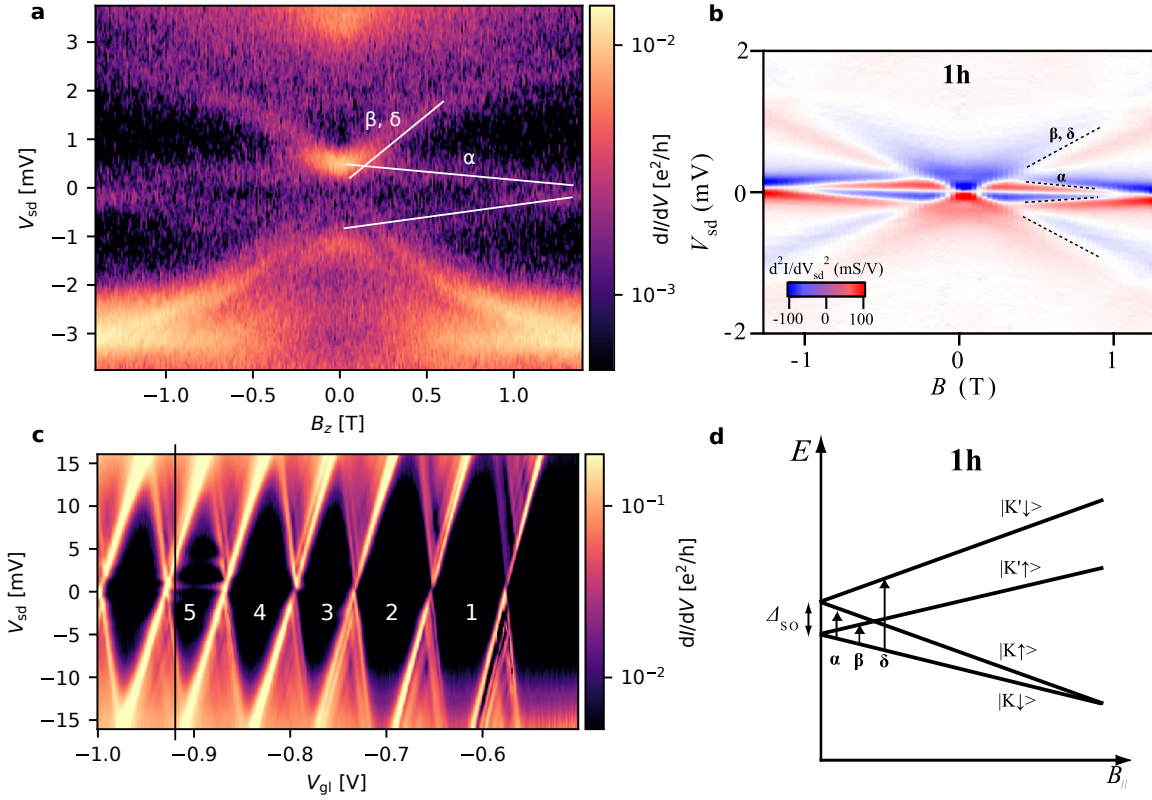 a
3
2
1
0
−1
−2
−3
V_sd [mV]
β, δ
α
−1.0
−0.5
0.0
0.5
1.0
B_z [T]
10⁻²
10⁻³
dI/dV [e²/h]
b
2
0
-2
V_sd (mV)
1h
β, δ
α
d²I/dV_sd² (mS/V)
-100
0
100
-1
0
1
B (T)
c
15
10
5
0
−5
−10
−15
V_sd [mV]
5
4
3
2
1
-1.0
−0.9
−0.8
−0.7
−0.6
V_gl [V]
10⁻¹
10⁻²
dI/dV [e²/h]
d
E
1h
|K'↓>
|K'↑>
Δ_SO
α
β
δ
|K↑>
|K↓>
B_//